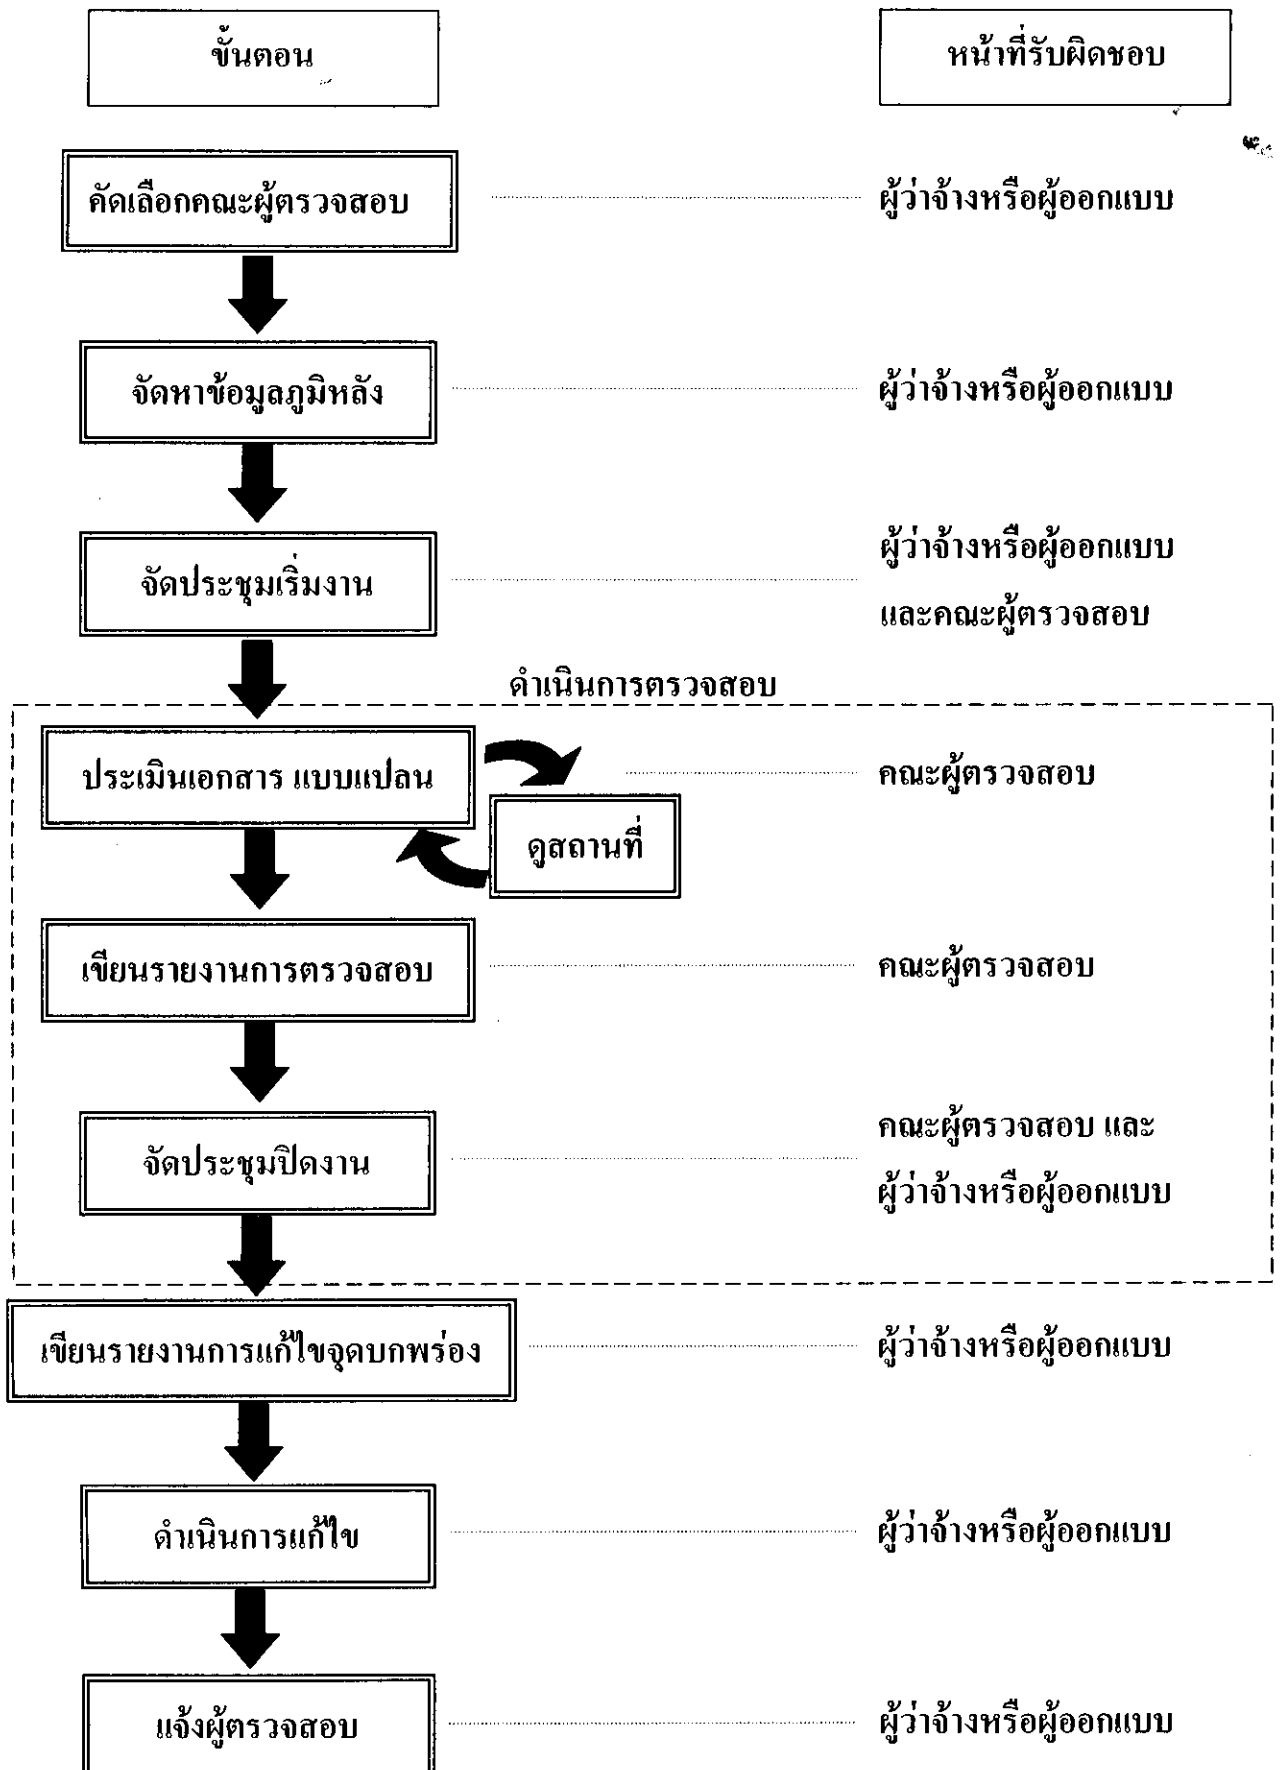 ขั้นตอน
หน้าที่รับผิดชอบ
คัดเลือกคณะผู้ตรวจสอบ
ผู้ว่าจ้างหรือผู้ออกแบบ
จัดหาข้อมูลภูมิหลัง
ผู้ว่าจ้างหรือผู้ออกแบบ
จัดประชุมเริ่มงาน
ผู้ว่าจ้างหรือผู้ออกแบบ
และคณะผู้ตรวจสอบ
ดำเนินการตรวจสอบ
ประเมินเอกสาร แบบแปลน
คณะผู้ตรวจสอบ
ดูสถานที่
เขียนรายงานการตรวจสอบ
คณะผู้ตรวจสอบ
จัดประชุมปิดงาน
คณะผู้ตรวจสอบ และ
ผู้ว่าจ้างหรือผู้ออกแบบ
เขียนรายงานการแก้ไขจุดบกพร่อง
ผู้ว่าจ้างหรือผู้ออกแบบ
ดำเนินการแก้ไข
ผู้ว่าจ้างหรือผู้ออกแบบ
แจ้งผู้ตรวจสอบ
ผู้ว่าจ้างหรือผู้ออกแบบ